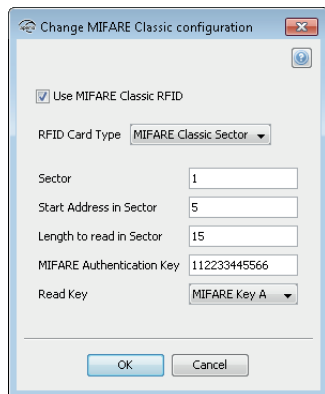 Change MIFARE Classic configuration
Use MIFARE Classic RFID
RFID Card Type MIFARE Classic Sector
Sector 1
Start Address in Sector 5
Length to read in Sector 15
MIFARE Authentication Key 112233445566
Read Key MIFARE Key A
OK Cancel